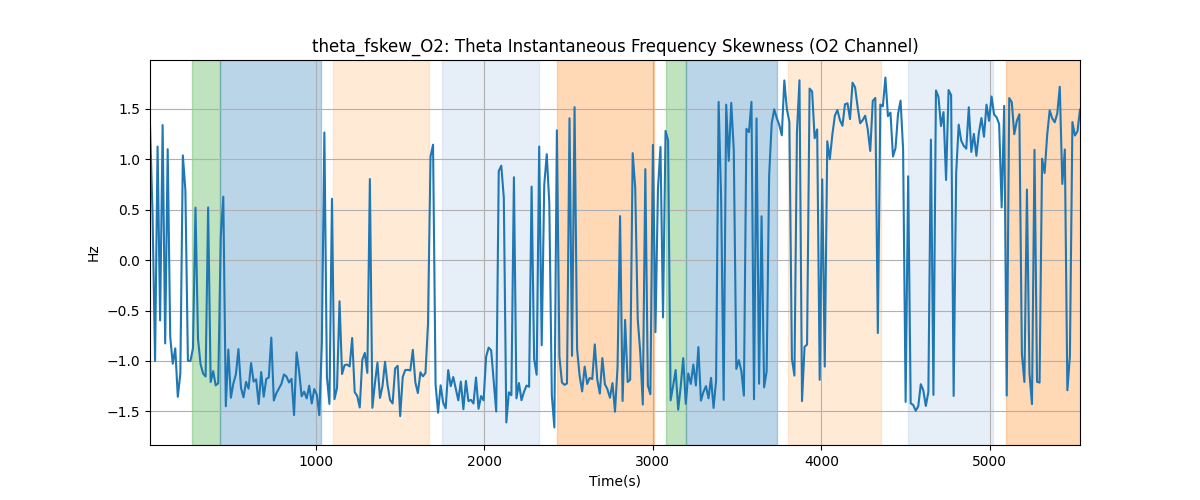 theta_fskew_O2: Theta Instantaneous Frequency Skewness (O2 Channel)
1.5
1.0
0.5
0.0
−0.5
−1.0
−1.5
Hz
1000 2000 3000 4000 5000
Time(s)